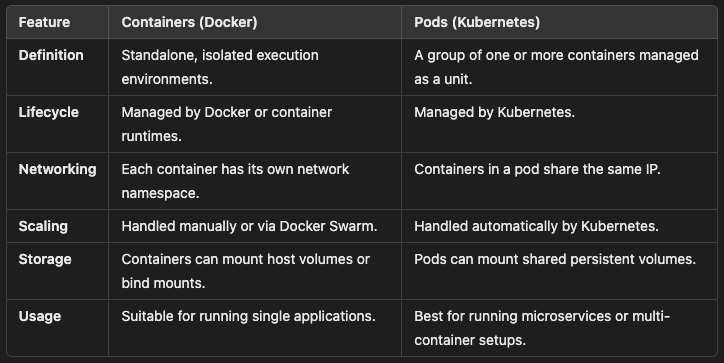 Feature Containers (Docker) Pods (Kubernetes)
Definition Standalone, isolated execution environments. A group of one or more containers managed as a unit.
Lifecycle Managed by Docker or container runtimes. Managed by Kubernetes.
Networking Each container has its own network namespace. Containers in a pod share the same IP.
Scaling Handled manually or via Docker Swarm. Handled automatically by Kubernetes.
Storage Containers can mount host volumes or bind mounts. Pods can mount shared persistent volumes.
Usage Suitable for running single applications. Best for running microservices or multi-container setups.